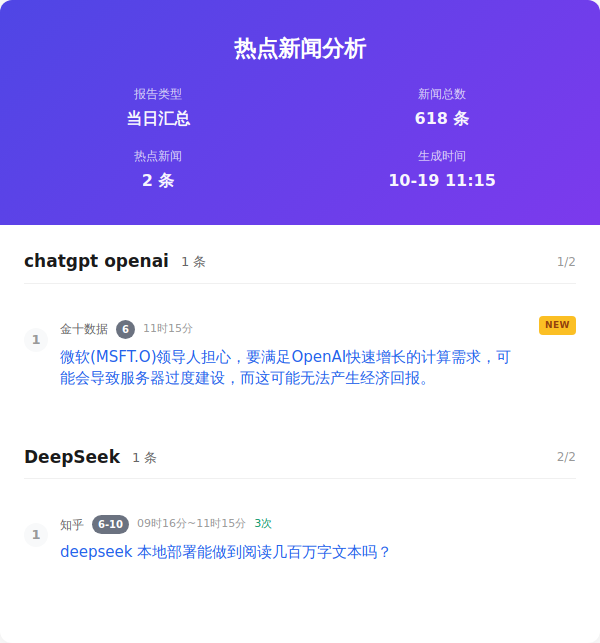 热点新闻分析
报告类型
当日汇总
新闻总数
618 条
热点新闻
2 条
生成时间
10-19 11:15
chatgpt openai 1 条 1/2
1 金十数据 6 11时15分 NEW
微软(MSFT.O)领导人担心，要满足OpenAI快速增长的计算需求，可
能会导致服务器过度建设，而这可能无法产生经济回报。
DeepSeek 1 条 2/2
1 知乎 6-10 09时16分~11时15分 3次
deepseek 本地部署能做到阅读几百万字文本吗？